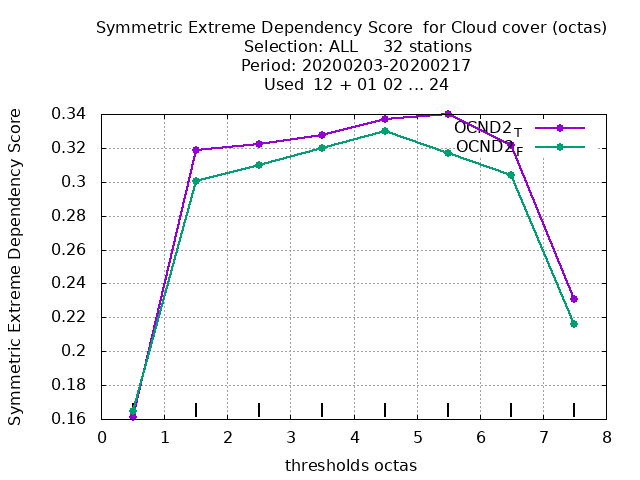 Symmetric Extreme Dependency Score  for Cloud cover (octas)
Selection: ALL     32 stations
Period: 20200203-20200217
Used  12 + 01 02 ... 24
Symmetric Extreme Dependency Score
0.34
0.32
0.3
0.28
0.26
0.24
0.22
0.2
0.18
0.16
OCND2_T
OCND2_F
0 1 2 3 4 5 6 7 8
thresholds octas